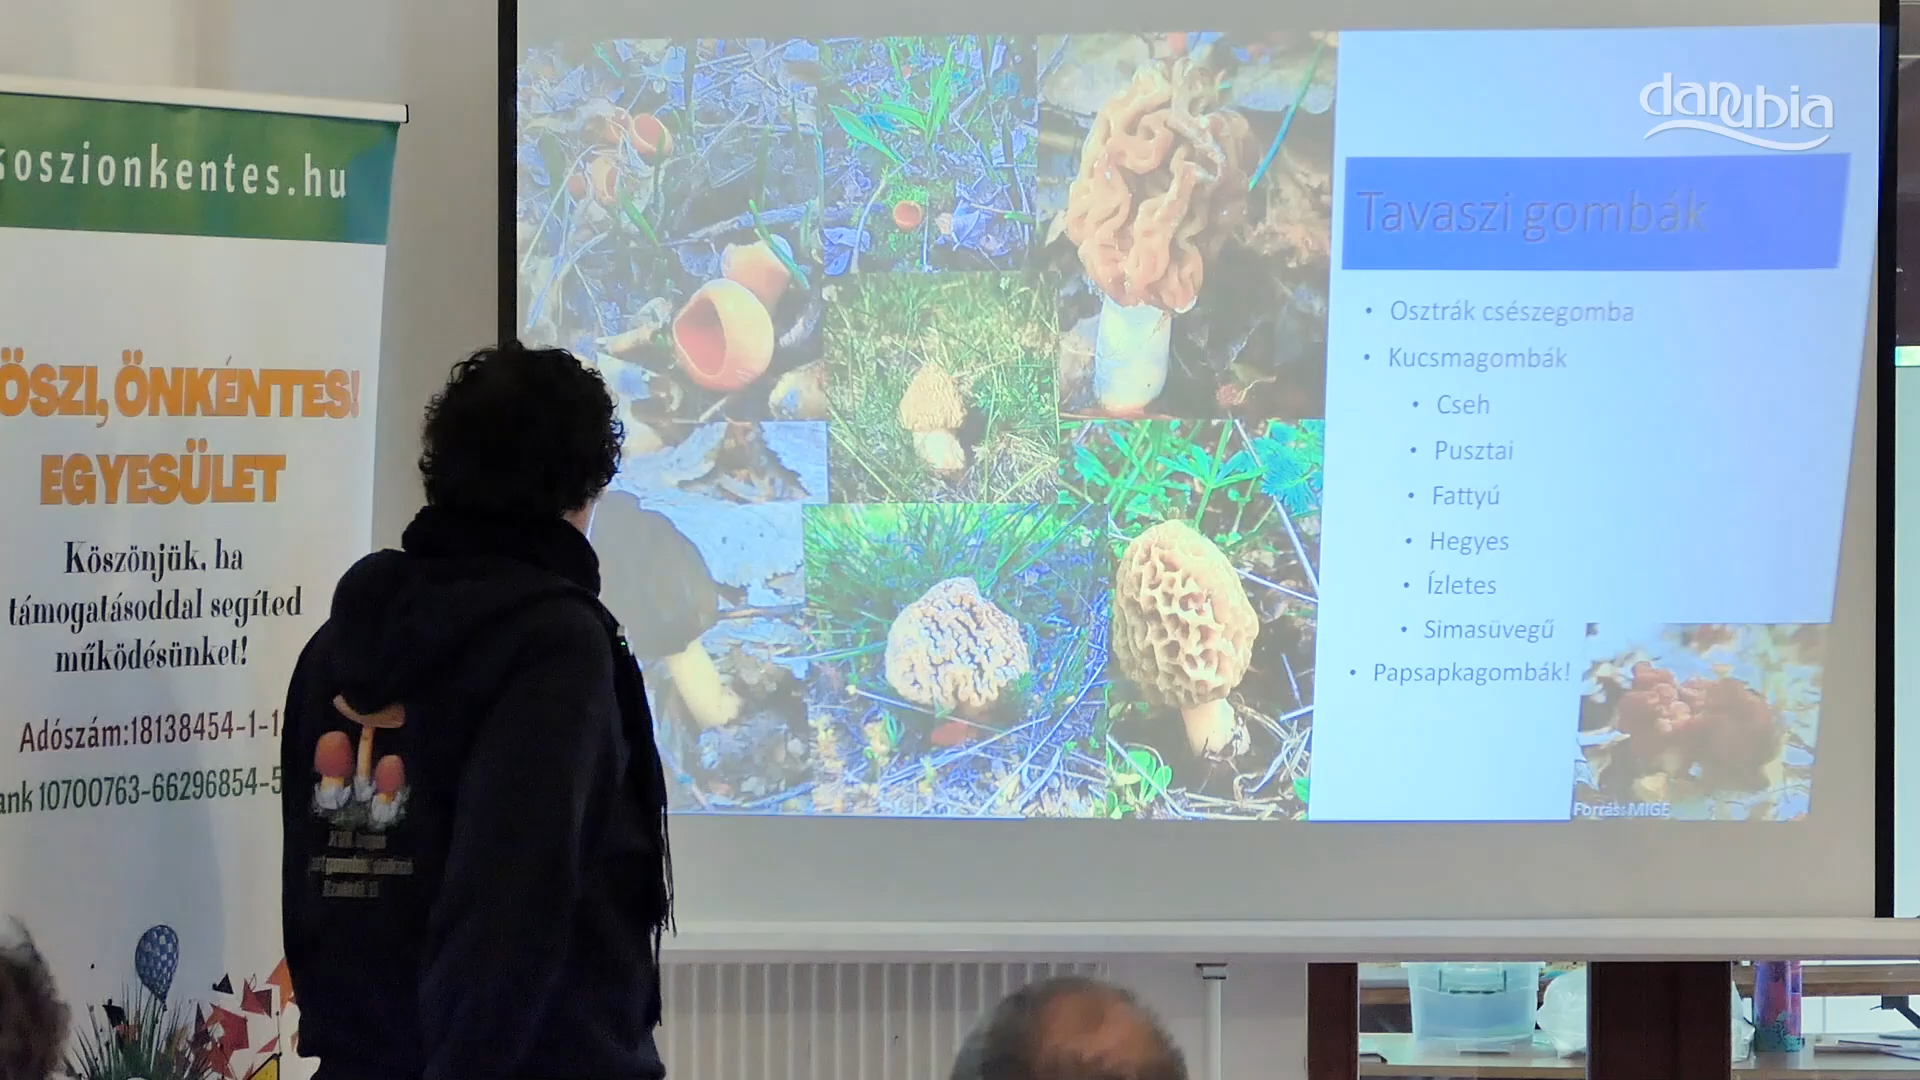 koszionkentes.hu
ÖSZI, ÖNKÉNTES!
EGYESÜLET
Köszönjük, ha
támogatásoddal segíted
működésünket!
Adószám:18138454-1-1
ank 10700763-66296854-5
danubia
Tavaszi gombák
• Osztrák csészegomba
• Kucsmagombák
• Cseh
• Pusztai
• Fattyú
• Hegyes
• Ízletes
• Simasüvegű
• Papsapkagombák!
Forrás: MIGE